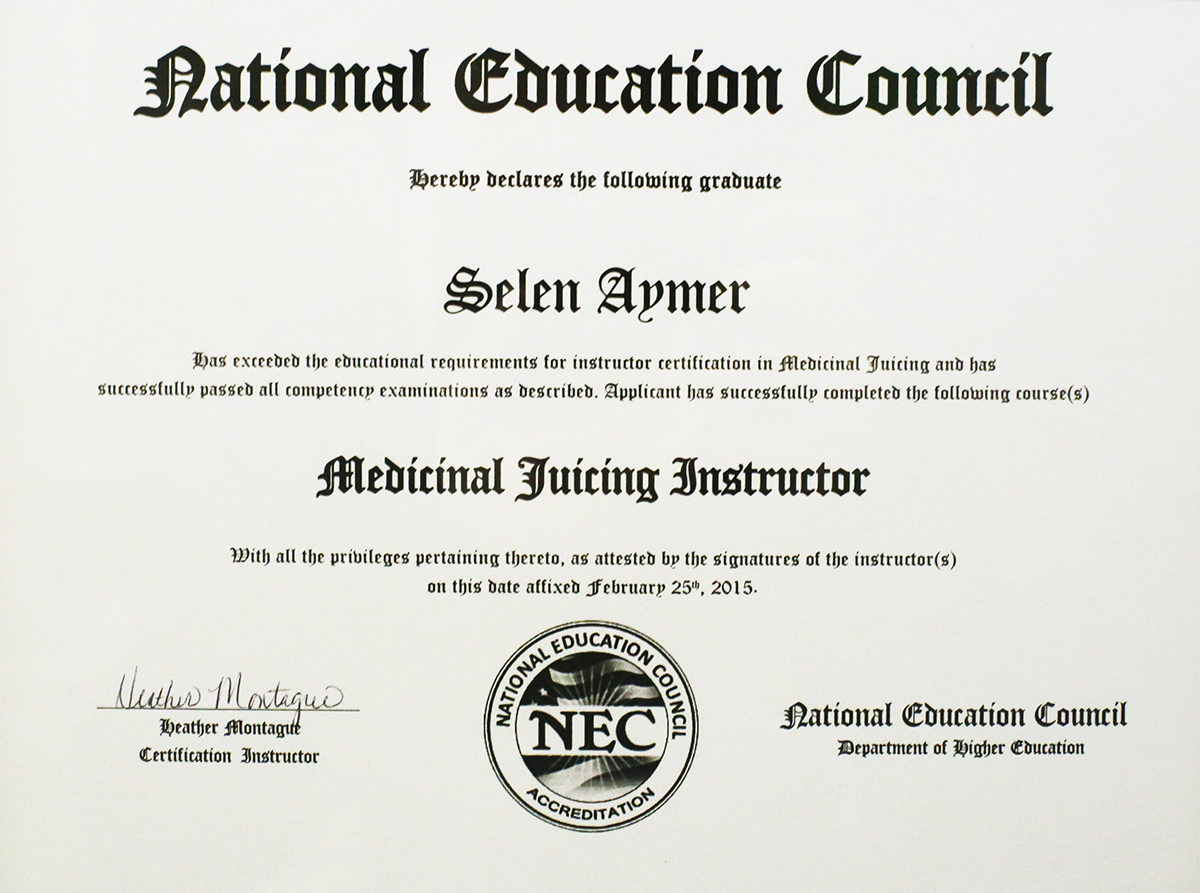 National Education Council
Hereby declares the following graduate
Selen Aymer
Has exceeded the educational requirements for instructor certification in Medicinal Juicing and has
successfully passed all competency examinations as described. Applicant has successfully completed the following course(s)
Medicinal Juicing Instructor
With all the privileges pertaining thereto, as attested by the signatures of the instructor(s)
on this date affixed February 25th, 2015.
Heather Montague
Heather Montague
Certification Instructor
NATIONAL EDUCATION COUNCIL
NEC
ACCREDITATION
National Education Council
Department of Higher Education